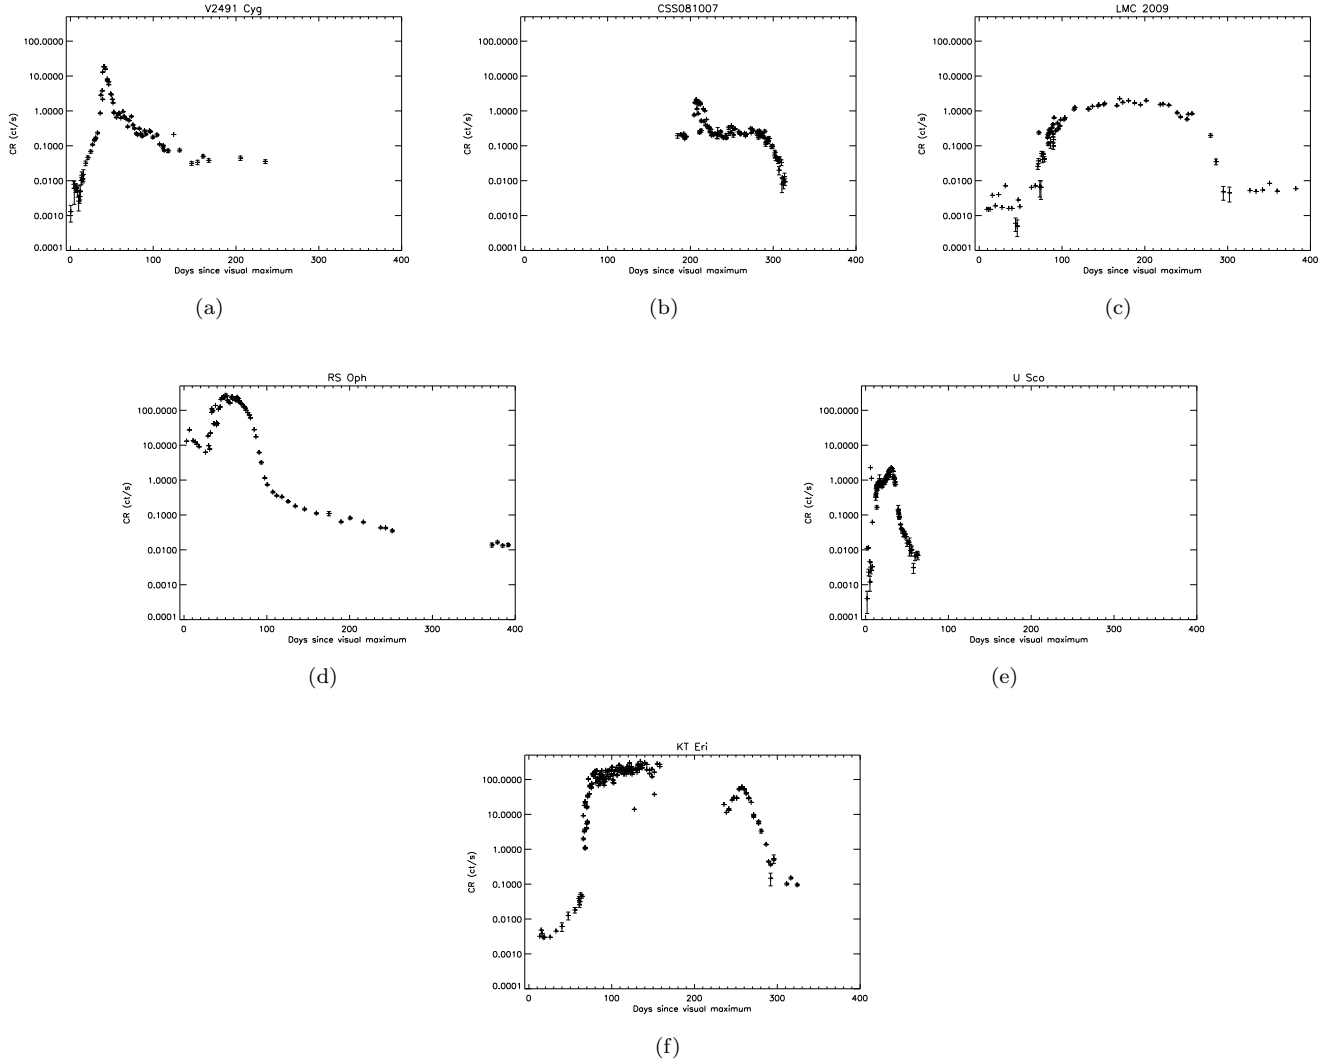 V2491 Cyg
CR (ct/s)
100.0000
10.0000
1.0000
0.1000
0.0100
0.0010
0.0001
0 100 200 300 400
Days since visual maximum
(a)
CSS081007
CR (ct/s)
100.0000
10.0000
1.0000
0.1000
0.0100
0.0010
0.0001
0 100 200 300 400
Days since visual maximum
(b)
LMC 2009
CR (ct/s)
100.0000
10.0000
1.0000
0.1000
0.0100
0.0010
0.0001
0 100 200 300 400
Days since visual maximum
(c)
RS Oph
CR (ct/s)
100.0000
10.0000
1.0000
0.1000
0.0100
0.0010
0.0001
0 100 200 300 400
Days since visual maximum
(d)
U Sco
CR (ct/s)
100.0000
10.0000
1.0000
0.1000
0.0100
0.0010
0.0001
0 100 200 300 400
Days since visual maximum
(e)
KT Eri
CR (ct/s)
100.0000
10.0000
1.0000
0.1000
0.0100
0.0010
0.0001
0 100 200 300 400
Days since visual maximum
(f)